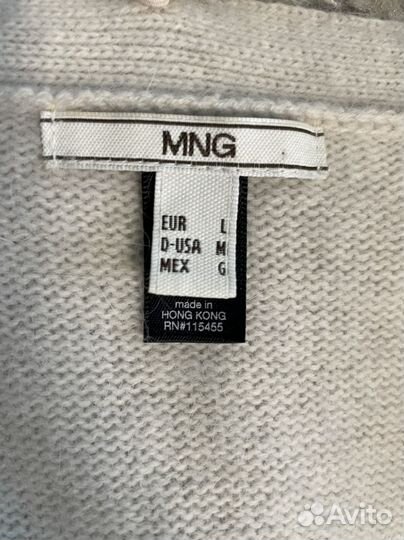 MNG
EUR L
D-USA M
MEX G
made in
HONG KONG
RN#115455
Avito